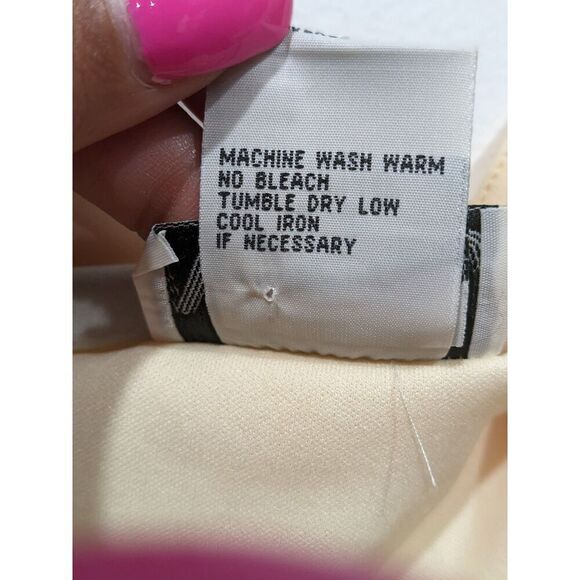 MACHINE WASH WARM
NO BLEACH
TUMBLE DRY LOW
COOL IRON
IF NECESSARY